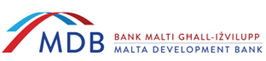 MDB
BANK MALTI GĦALL-IŻVILUPP
MALTA DEVELOPMENT BANK